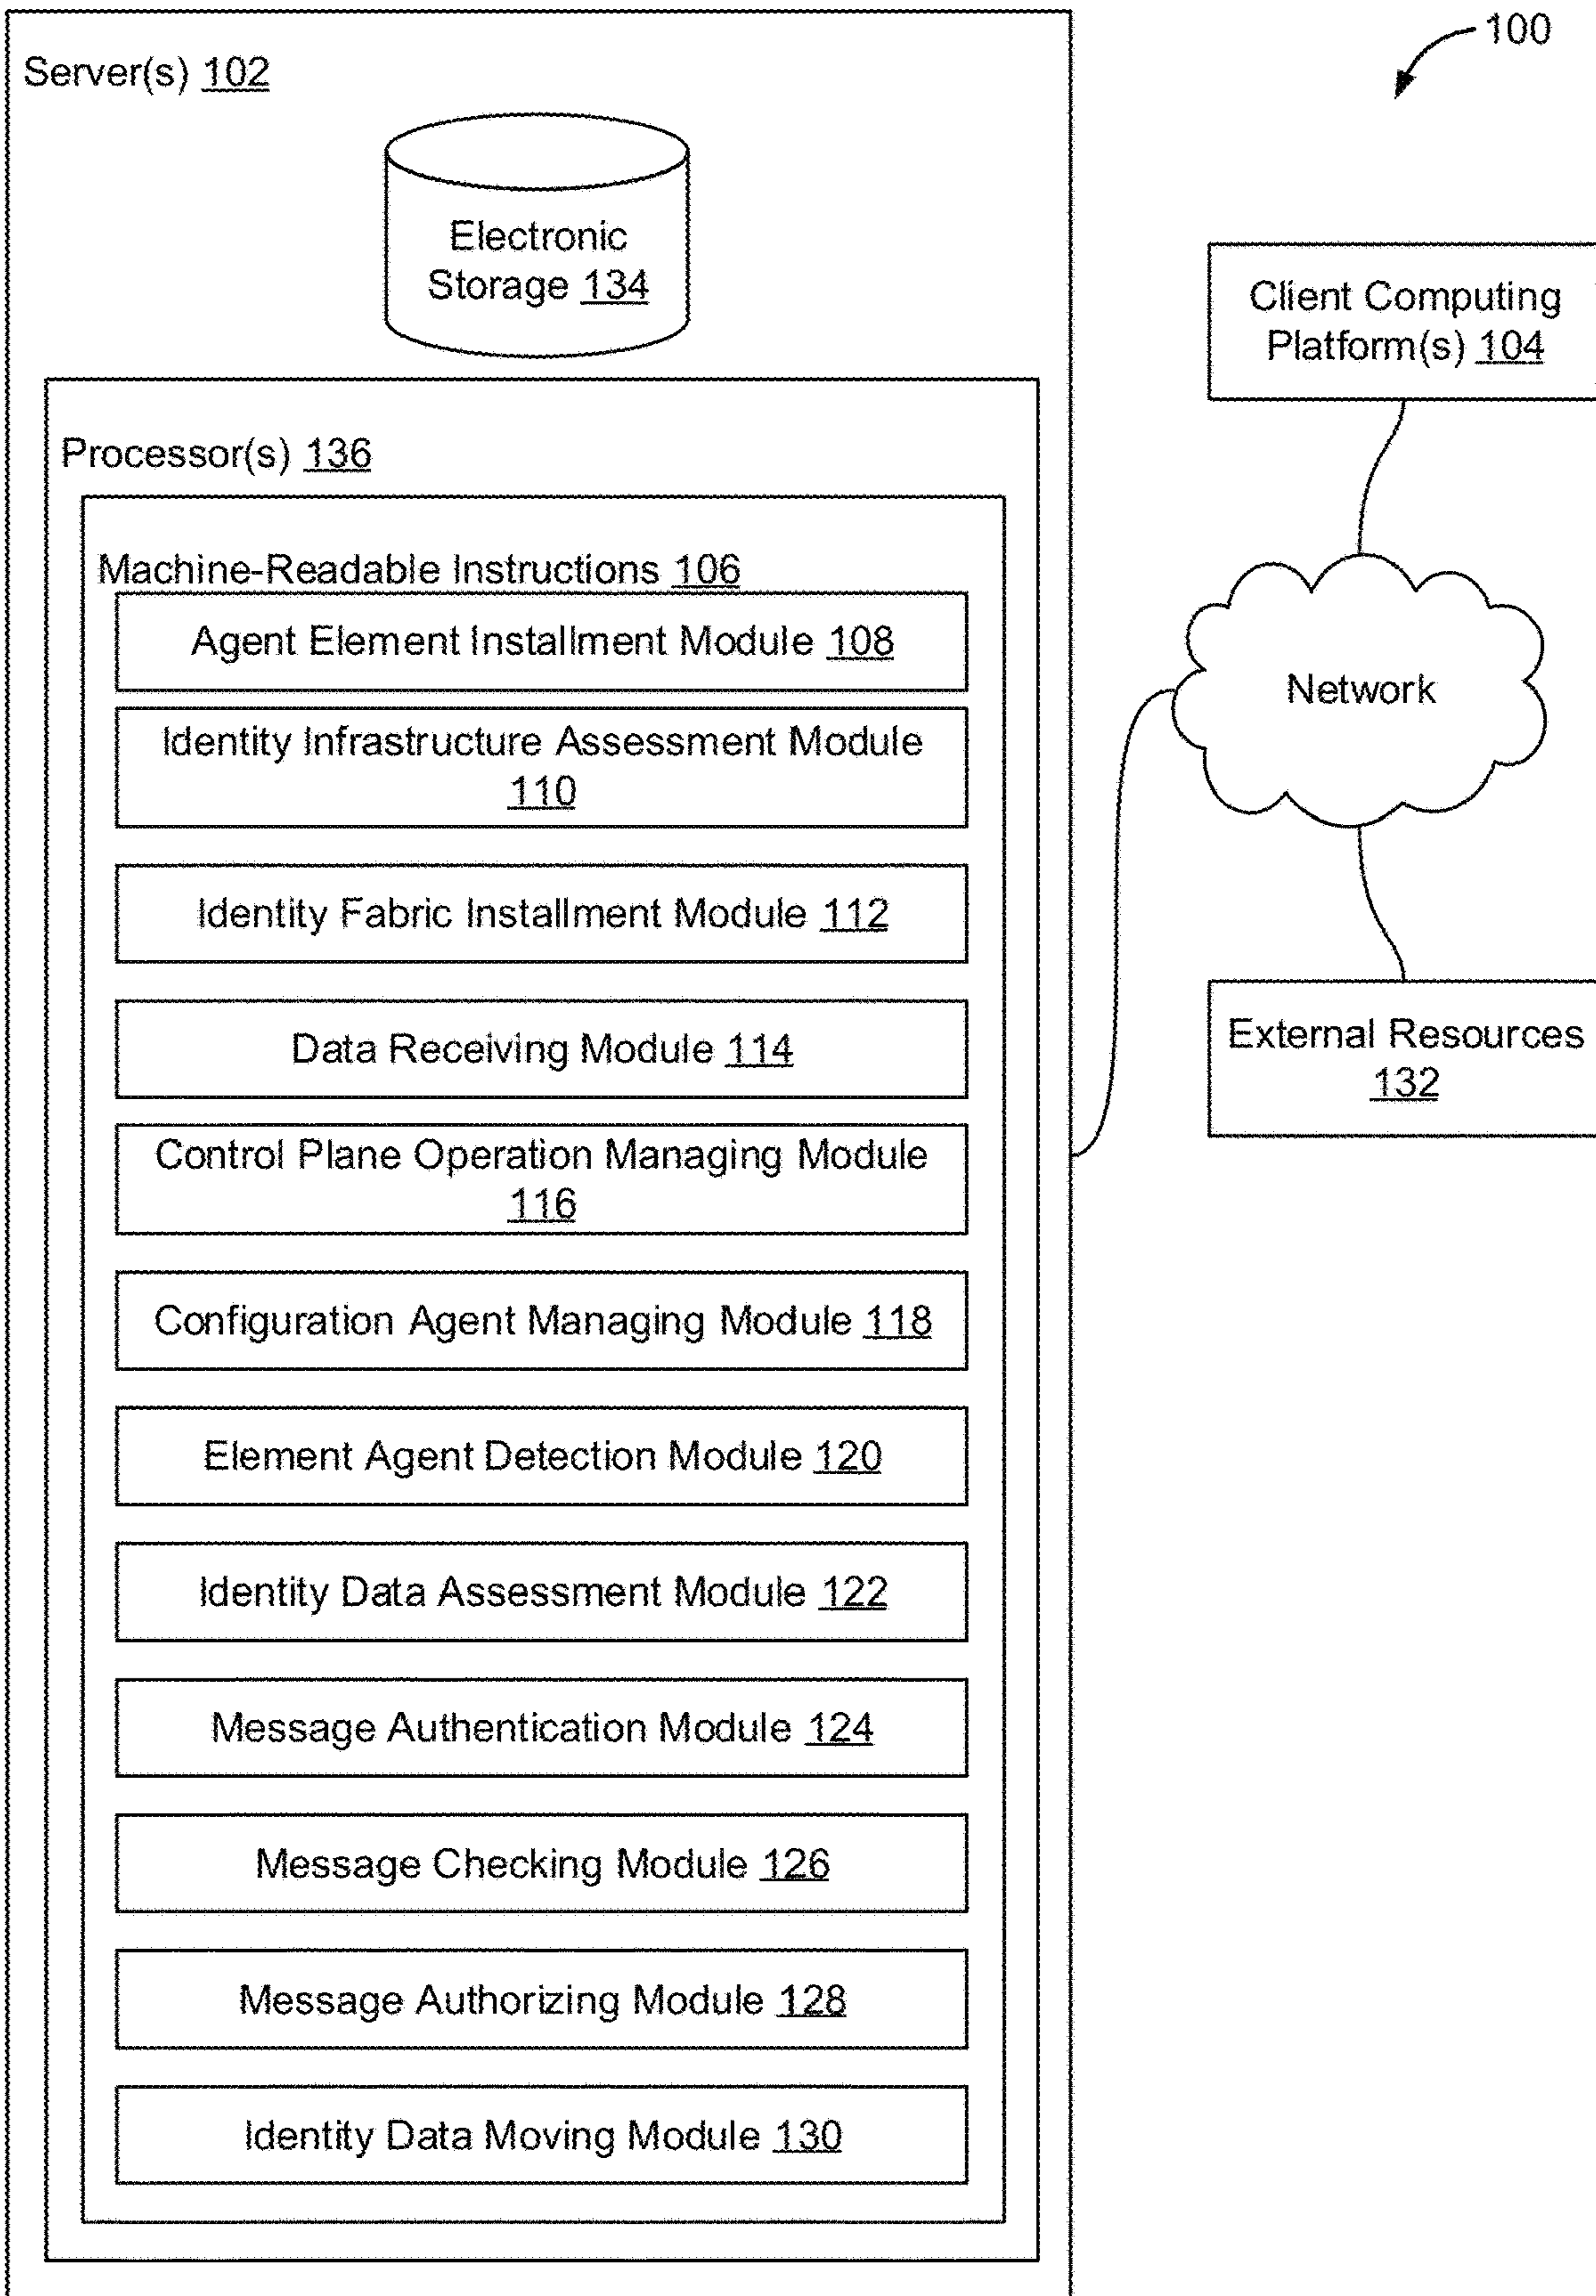 100
Server(s) 102
Electronic
Storage 134
Processor(s) 136
Machine-Readable Instructions 106
Agent Element Installment Module 108
Identity Infrastructure Assessment Module
110
Identity Fabric Installment Module 112
Data Receiving Module 114
Control Plane Operation Managing Module
116
Configuration Agent Managing Module 118
Element Agent Detection Module 120
Identity Data Assessment Module 122
Message Authentication Module 124
Message Checking Module 126
Message Authorizing Module 128
Identity Data Moving Module 130
Client Computing
Platform(s) 104
Network
External Resources
132